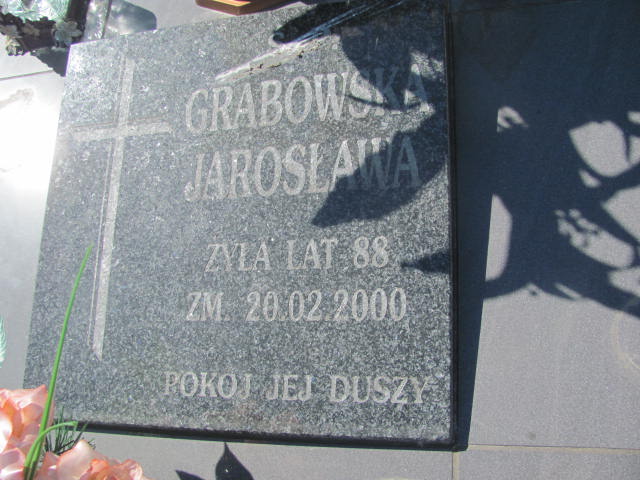 GRABOWSKA
JAROSŁAWA
ŻYŁA LAT 88
ZM. 20.02.2000
POKOJ JEJ DUSZY